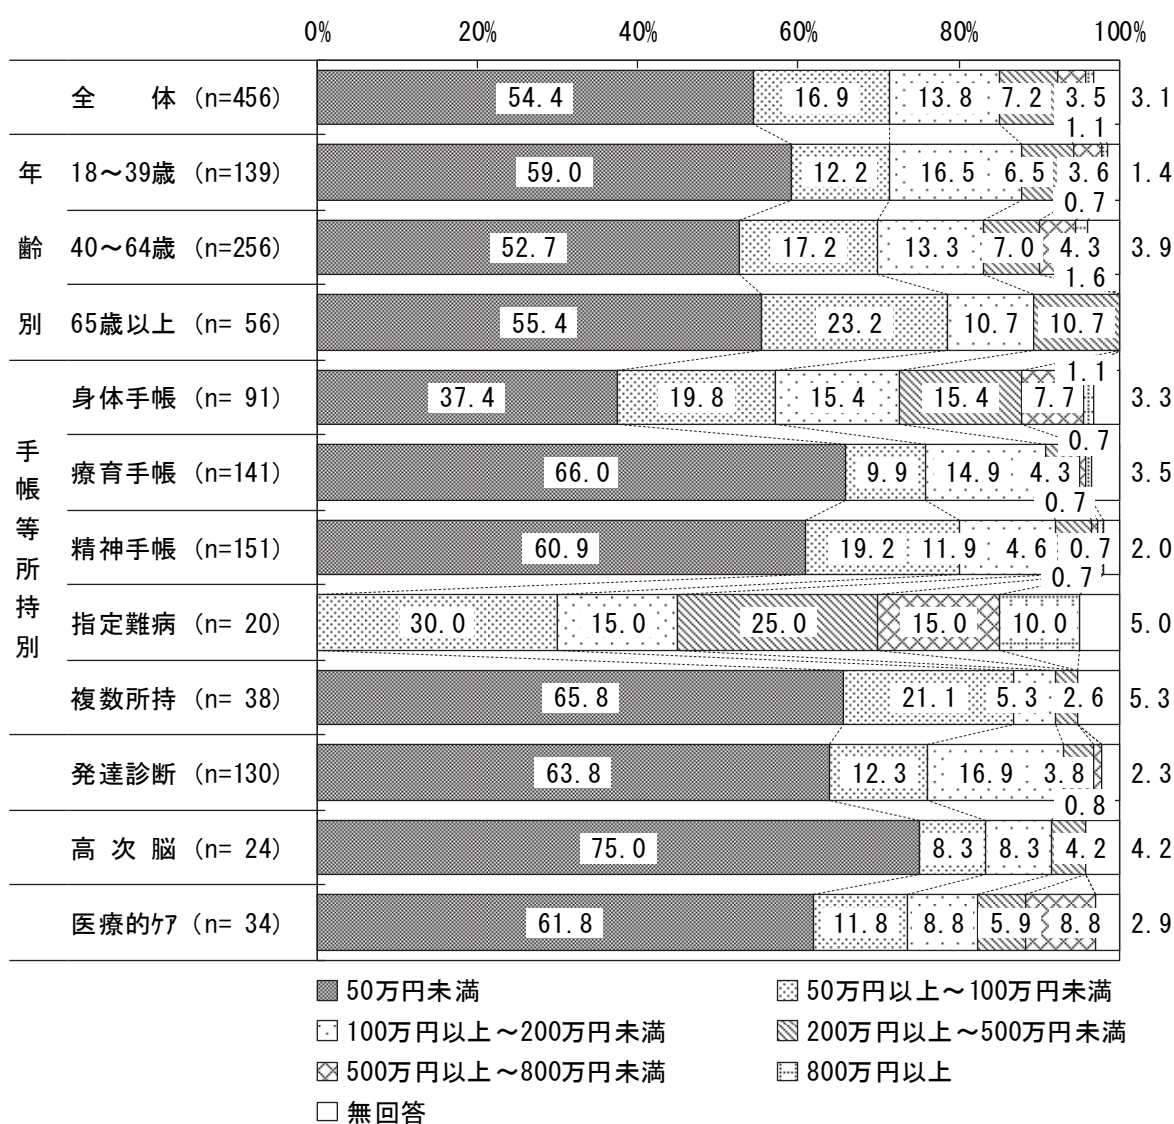 0% 20% 40% 60% 80% 100%
全　体 (n=456) 54.4 16.9 13.8 7.2 3.5 3.1
1.1
年 18～39歳 (n=139) 59.0 12.2 16.5 6.5 3.6 1.4
0.7
齢 40～64歳 (n=256) 52.7 17.2 13.3 7.0 4.3 3.9
1.6
別 65歳以上 (n= 56) 55.4 23.2 10.7 10.7
1.1
身体手帳 (n= 91) 37.4 19.8 15.4 15.4 7.7 3.3
0.7
手帳等所持別
療育手帳 (n=141) 66.0 9.9 14.9 4.3 3.5
0.7
精神手帳 (n=151) 60.9 19.2 11.9 4.6 0.7 2.0
0.7
指定難病 (n= 20) 30.0 15.0 25.0 15.0 10.0 5.0
複数所持 (n= 38) 65.8 21.1 5.3 2.6 5.3
発達診断 (n=130) 63.8 12.3 16.9 3.8 2.3
0.8
高次脳 (n= 24) 75.0 8.3 8.3 4.2 4.2
医療的ｹｱ (n= 34) 61.8 11.8 8.8 5.9 8.8 2.9
50万円未満 50万円以上～100万円未満
100万円以上～200万円未満 200万円以上～500万円未満
500万円以上～800万円未満 800万円以上
無回答